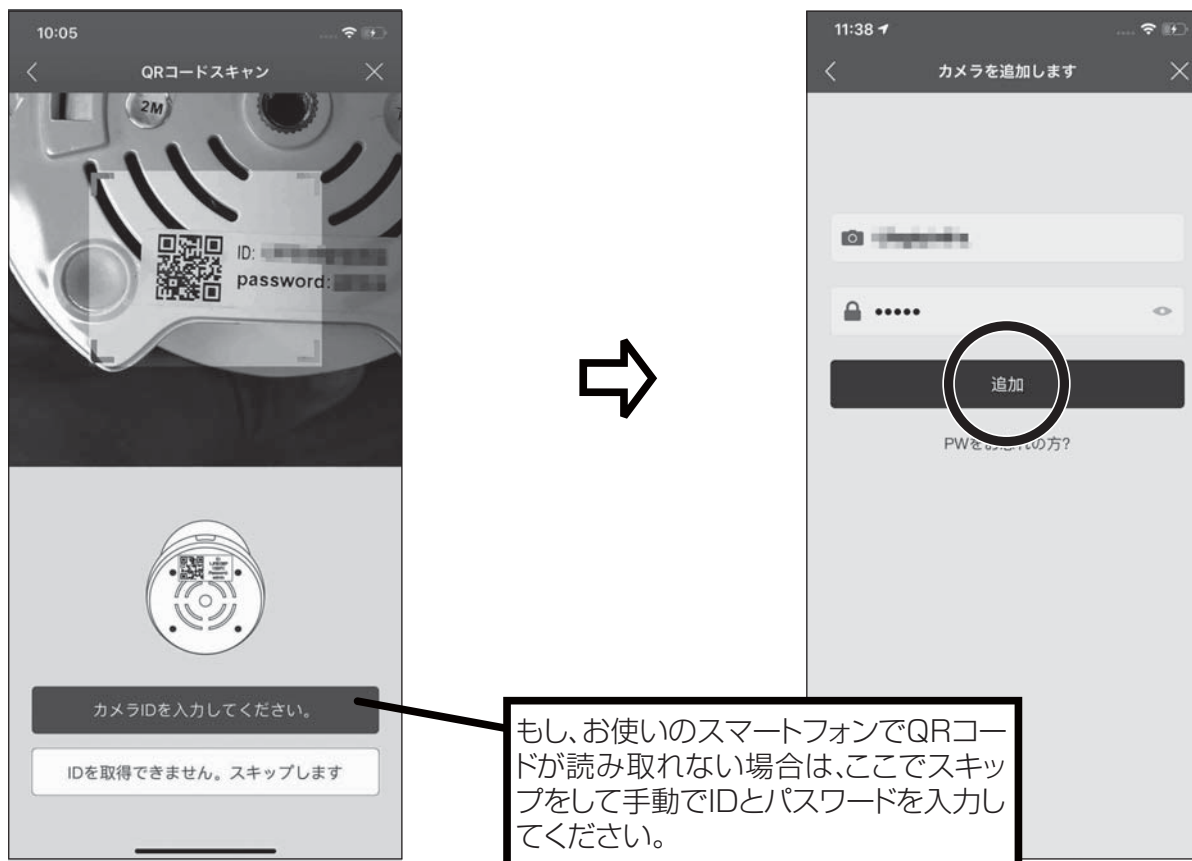 10:05
QRコードスキャン
2M
ID:
password:
カメラIDを入力してください。
IDを取得できません。スキップします
11:38
カメラを追加します
•••••
追加
PWをお忘れの方?
もし、お使いのスマートフォンでQRコー
ドが読み取れない場合は、ここでスキッ
プをして手動でIDとパスワードを入力し
てください。